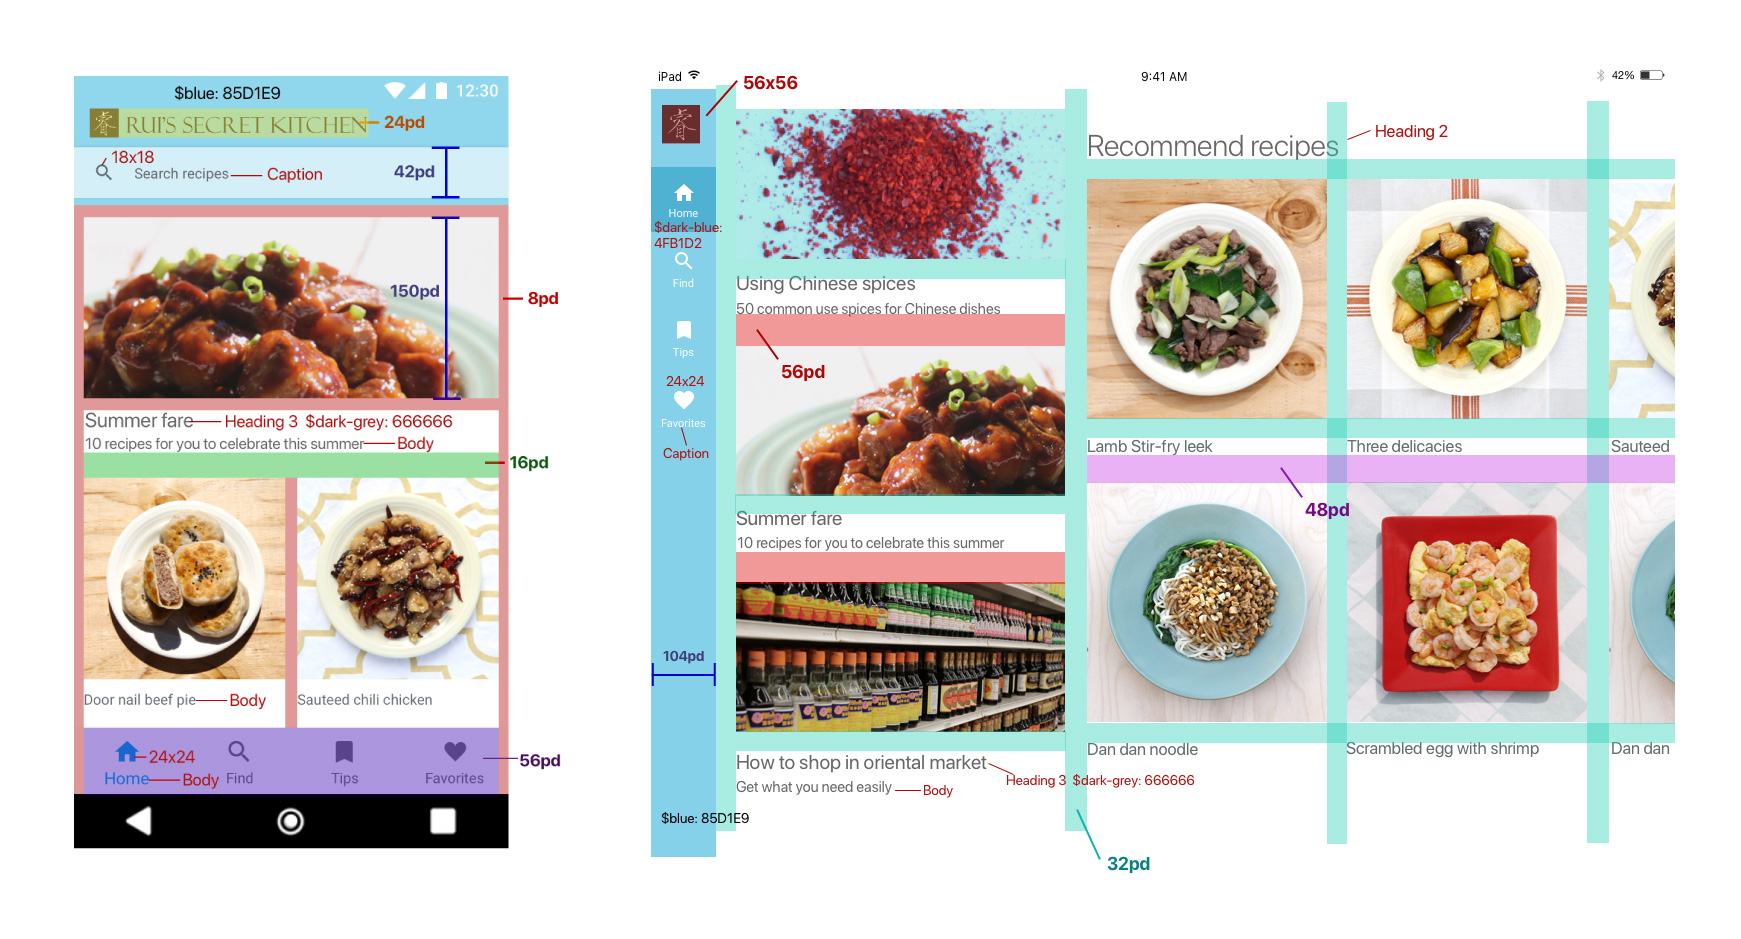 $blue: 85D1E9
12:30
睿 RUI'S SECRET KITCHEN
24pd
18x18
Search recipes
Caption
42pd
150pd
8pd
Summer fare
Heading 3 $dark-grey: 666666
10 recipes for you to celebrate this summer
Body
16pd
Door nail beef pie
Body
Sauteed chili chicken
24x24
56pd
Home
Body
Find
Tips
Favorites
iPad
9:41 AM
42%
56x56
睿
Home
$dark-blue:
4FB1D2
Find
Tips
24x24
Favorites
Caption
104pd
$blue: 85D1E9
Using Chinese spices
50 common use spices for Chinese dishes
56pd
Summer fare
10 recipes for you to celebrate this summer
How to shop in oriental market
Heading 3 $dark-grey: 666666
Get what you need easily
Body
32pd
Recommend recipes
Heading 2
Lamb Stir-fry leek
Three delicacies
Sauteed
48pd
Dan dan noodle
Scrambled egg with shrimp
Dan dan